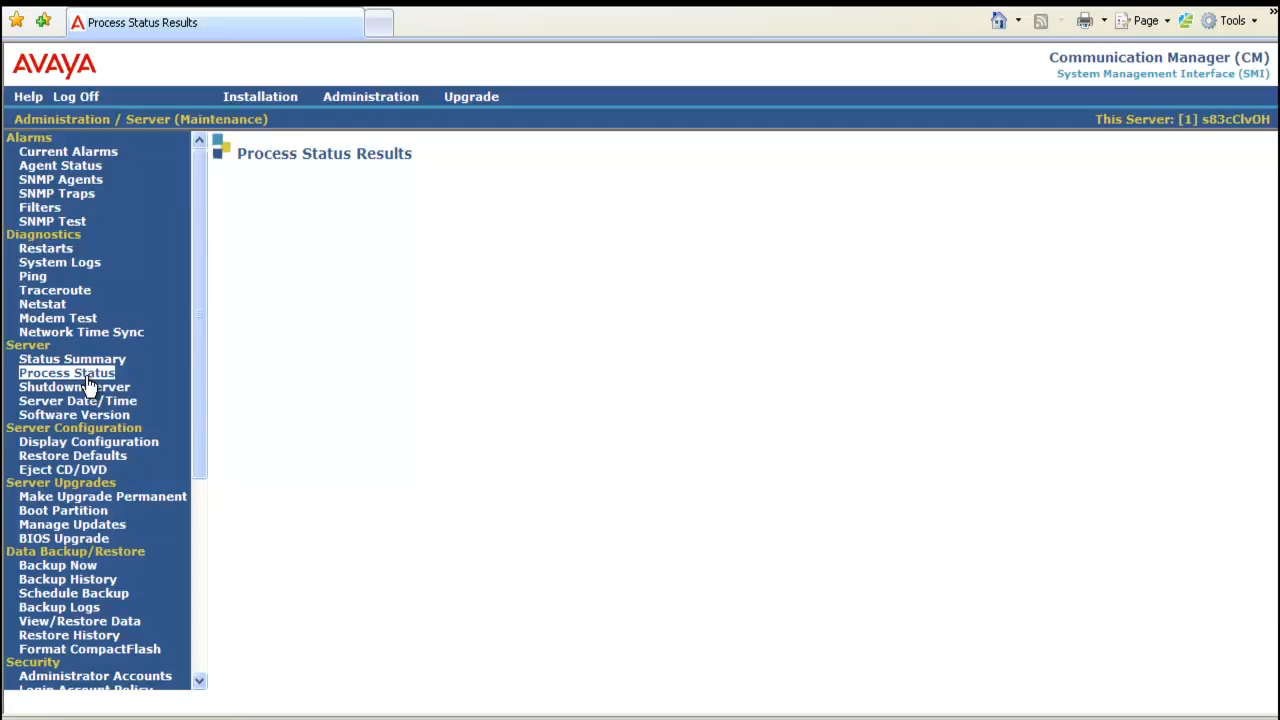 Process Status Results
Page
Tools
AVAYA
Communication Manager (CM)
System Management Interface (SMI)
Help Log Off Installation Administration Upgrade
Administration / Server (Maintenance)
This Server: [1] s83cClvOH
Alarms
Current Alarms
Agent Status
SNMP Agents
SNMP Traps
Filters
SNMP Test
Diagnostics
Restarts
System Logs
Ping
Traceroute
Netstat
Modem Test
Network Time Sync
Server
Status Summary
Process Status
Shutdown Server
Server Date/Time
Software Version
Server Configuration
Display Configuration
Restore Defaults
Eject CD/DVD
Server Upgrades
Make Upgrade Permanent
Boot Partition
Manage Updates
BIOS Upgrade
Data Backup/Restore
Backup Now
Backup History
Schedule Backup
Backup Logs
View/Restore Data
Restore History
Format CompactFlash
Security
Administrator Accounts
Login Account Policy
Process Status Results